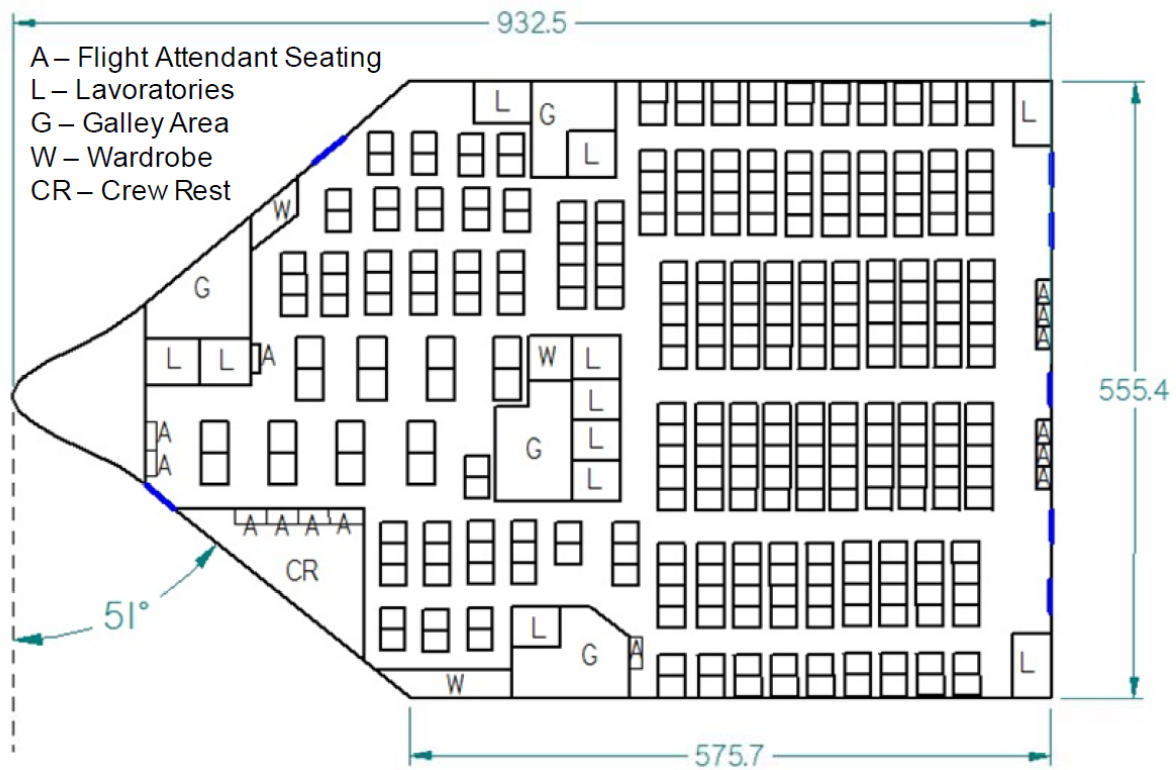 932.5
A – Flight Attendant Seating
L – Lavoratories
G – Galley Area
W – Wardrobe
CR – Crew Rest
L
G
L
L
W
G
A
A
A
L
L
A
W
L
L
G
L
L
A
A
A
A
A
555.4
A
A
A
A
CR
51°
L
G
A
L
W
575.7